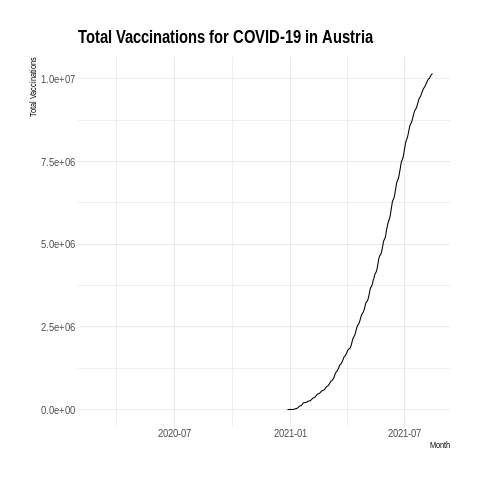 Total Vaccinations for COVID-19 in Austria
Total Vaccinations
1.0e+07
7.5e+06
5.0e+06
2.5e+06
0.0e+00
2020-07 2021-01 2021-07
Month